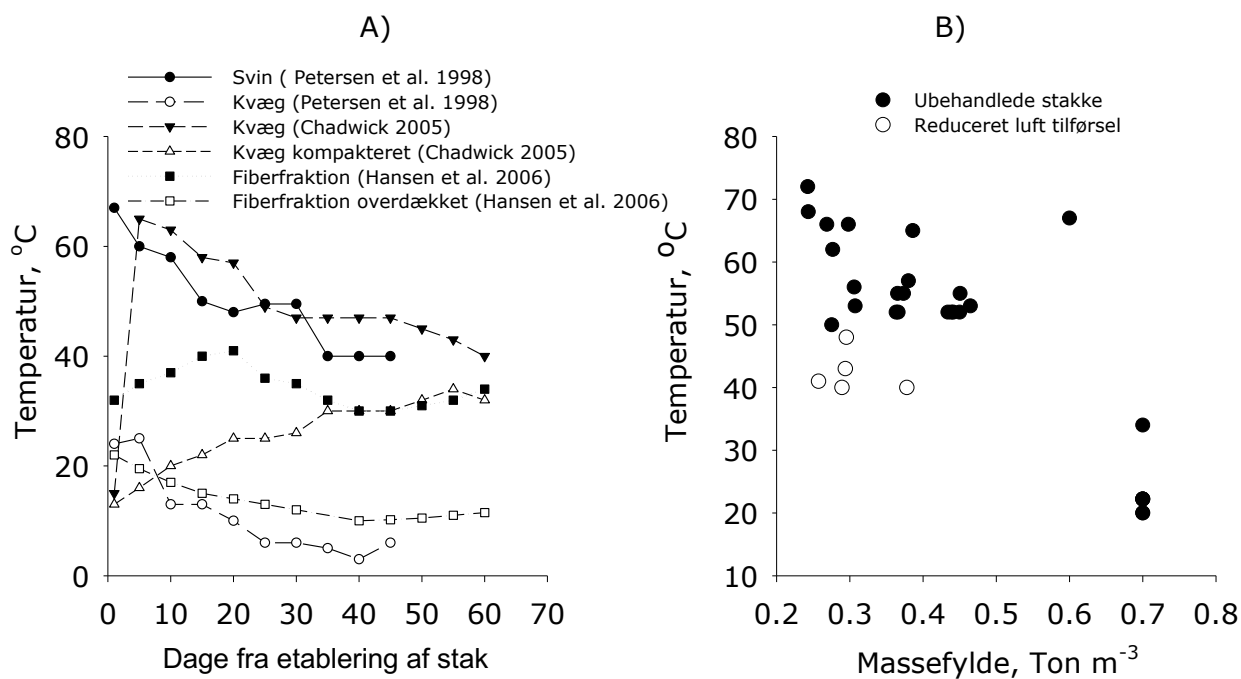 A)
Svin ( Petersen et al. 1998)
Kvæg (Petersen et al. 1998)
Kvæg (Chadwick 2005)
Kvæg kompakteret (Chadwick 2005)
Fiberfraktion (Hansen et al. 2006)
Fiberfraktion overdækket (Hansen et al. 2006)
Temperatur, °C
80
60
40
20
0
0 10 20 30 40 50 60 70
Dage fra etablering af stak
B)
Ubehandlede stakke
Reduceret luft tilførsel
Temperatur, °C
80
70
60
50
40
30
20
10
0.2 0.3 0.4 0.5 0.6 0.7 0.8
Massefylde, Ton m⁻³